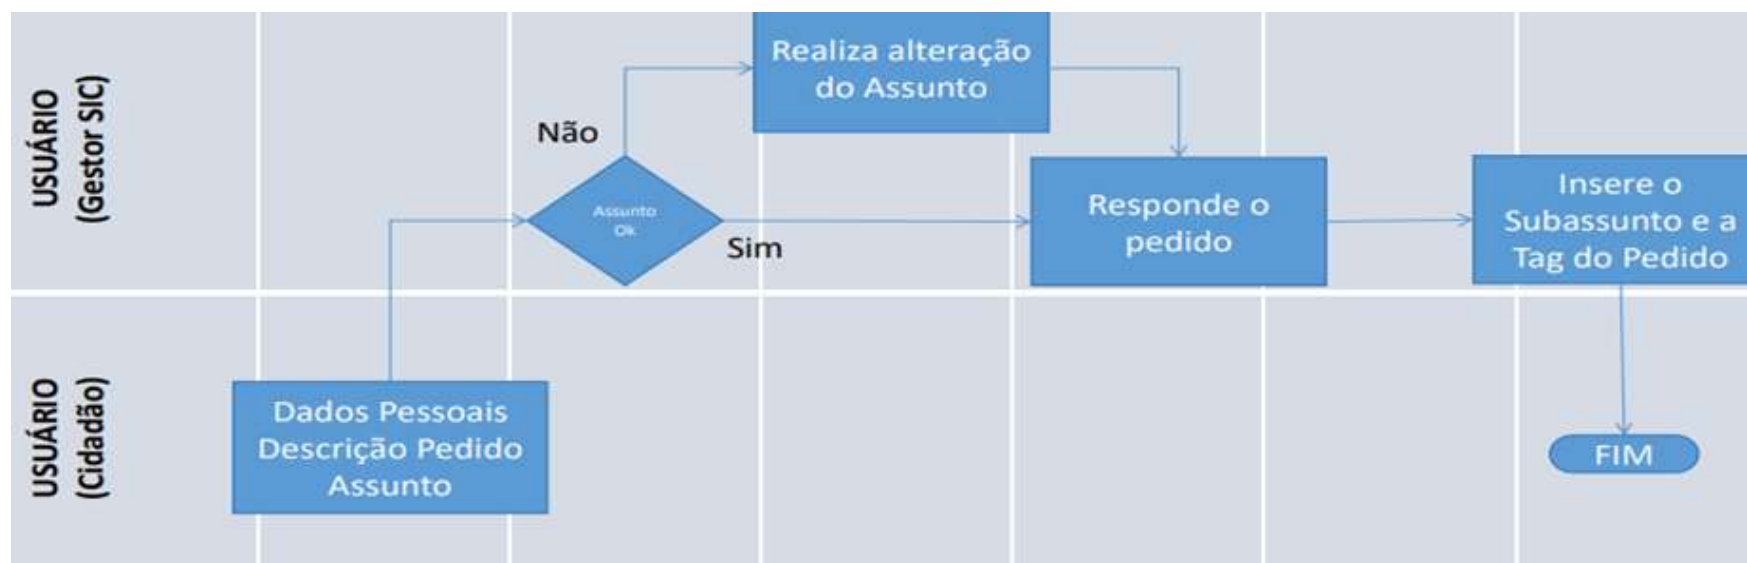 USUÁRIO
(Gestor SIC)
Realiza alteração
do Assunto
Não
Assunto
Ok
Sim
Responde o
pedido
Insere o
Subassunto e a
Tag do Pedido
USUÁRIO
(Cidadão)
Dados Pessoais
Descrição Pedido
Assunto
FIM